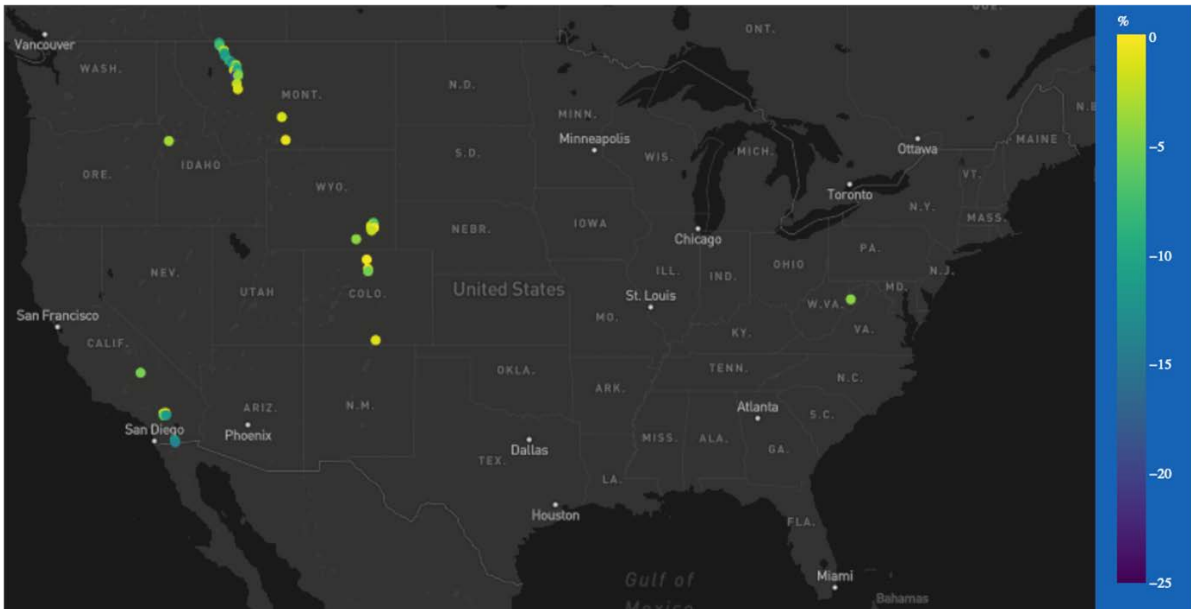 QUE.
ONT.
%
0
Vancouver
WASH.
MONT.
N.D.
MINN.
N.B
MAINE
Minneapolis
Ottawa
ORE.
IDAHO
S.D.
WIS.
MICH.
VT.
WYO.
Toronto
N.Y.
MASS.
−5
NEBR.
IOWA
Chicago
PA.
NEV.
UTAH
COLO.
United States
ILL.
IND.
OHIO
N.J.
MD.
−10
San Francisco
St. Louis
W.VA.
MO.
VA.
CALIF.
KY.
OKLA.
TENN.
N.C.
−15
ARIZ.
N.M.
ARK.
Atlanta
S.C.
San Diego
Phoenix
Dallas
MISS.
ALA.
GA.
TEX.
LA.
−20
Houston
FLA.
Miami
Gulf of
Mexico
Bahamas
−25